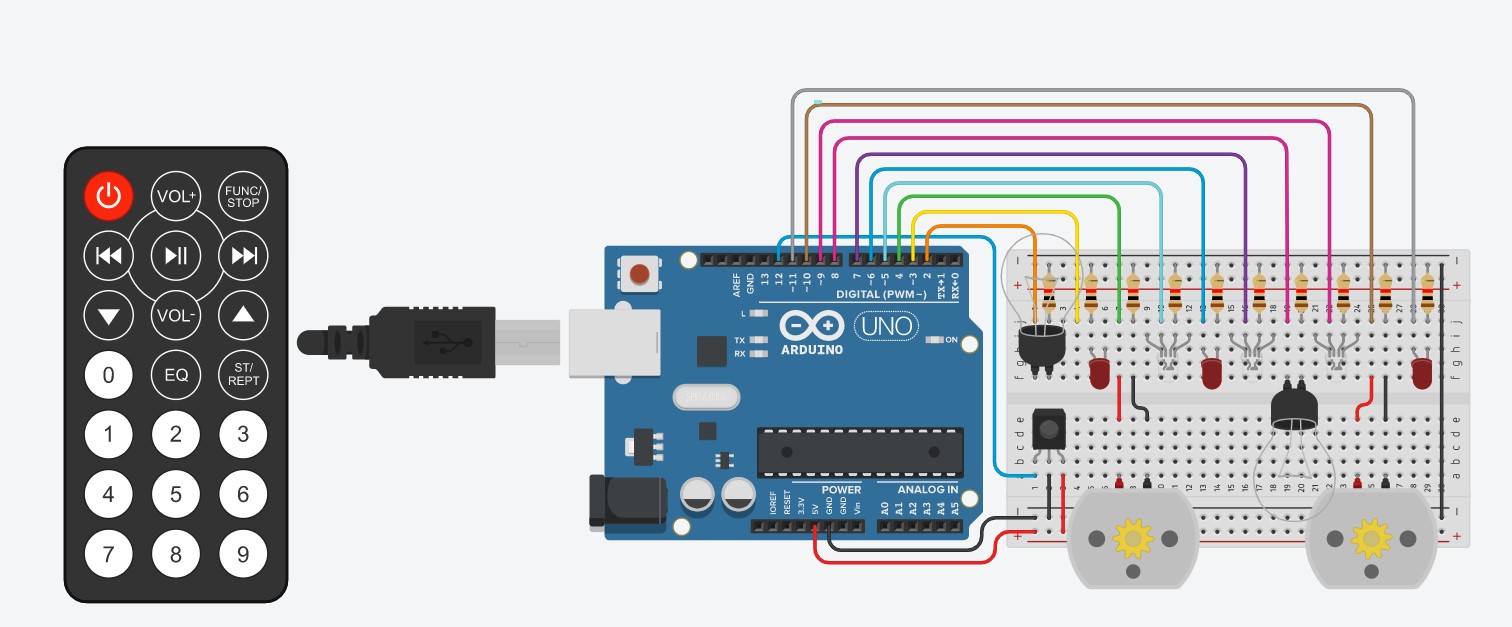 VOL+
FUNC/
STOP
VOL-
0
EQ
ST/
REPT
1
2
3
4
5
6
7
8
9
AREF
GND
13
12
~11
~10
~9
8
7
~6
~5
4
~3
2
TX→1
RX←0
DIGITAL (PWM~)
L
TX
RX
UNO
ARDUINO
ON
IOREF
RESET
3.3V
5V
GND
GND
Vin
POWER
ANALOG IN
A0
A1
A2
A3
A4
A5
j
i
h
g
f
e
d
c
b
a